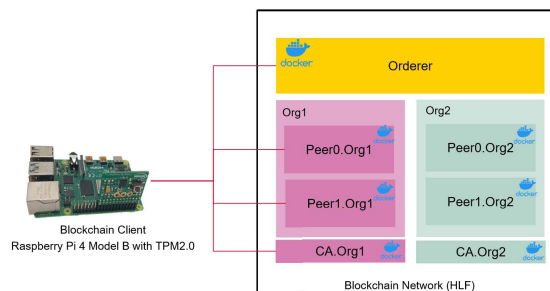 docker
Orderer
Org1
docker
Peer0.Org1
docker
Peer1.Org1
docker
CA.Org1
Org2
docker
Peer0.Org2
docker
Peer1.Org2
docker
CA.Org2
Blockchain Network (HLF)
Blockchain Client
Raspberry Pi 4 Model B with TPM2.0